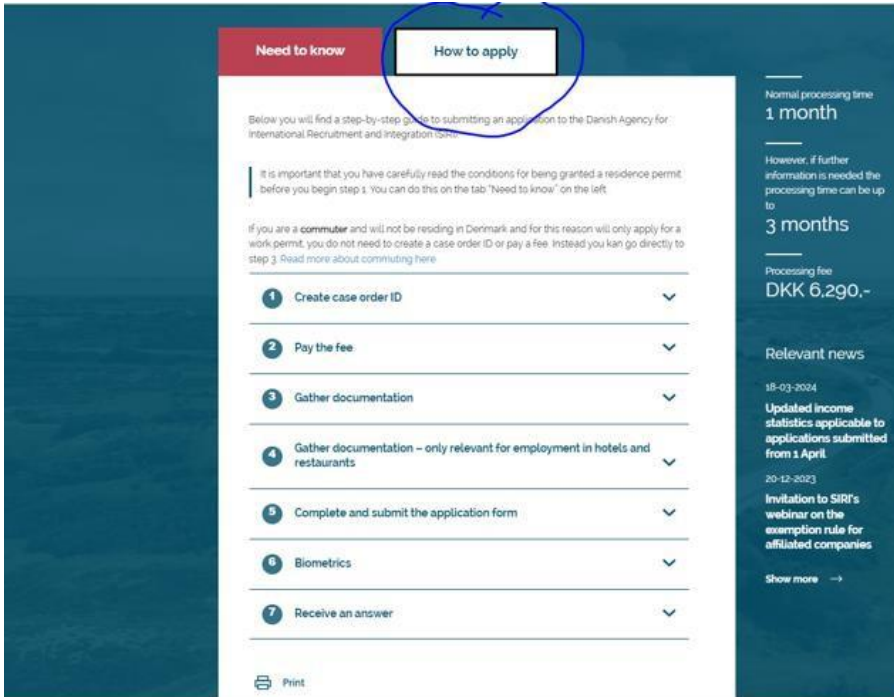 Need to know
How to apply
Below you will find a step-by-step guide to submitting an application to the Danish Agency for
International Recruitment and Integration (SIRI).
It is important that you have carefully read the conditions for being granted a residence permit
before you begin step 1. You can do this on the tab "Need to know" on the left.
If you are a commuter and will not be residing in Denmark and for this reason will only apply for a
work permit, you do not need to create a case order ID or pay a fee. Instead you kan go directly to
step 3. Read more about commuting here
1 Create case order ID
2 Pay the fee
3 Gather documentation
4 Gather documentation – only relevant for employment in hotels and
restaurants
5 Complete and submit the application form
6 Biometrics
7 Receive an answer
Print
Normal processing time
1 month
However, if further
information is needed the
processing time can be up
to
3 months
Processing fee
DKK 6,290,-
Relevant news
18-03-2024
Updated income
statistics applicable to
applications submitted
from 1 April
20-12-2023
Invitation to SIRI's
webinar on the
exemption rule for
affiliated companies
Show more →